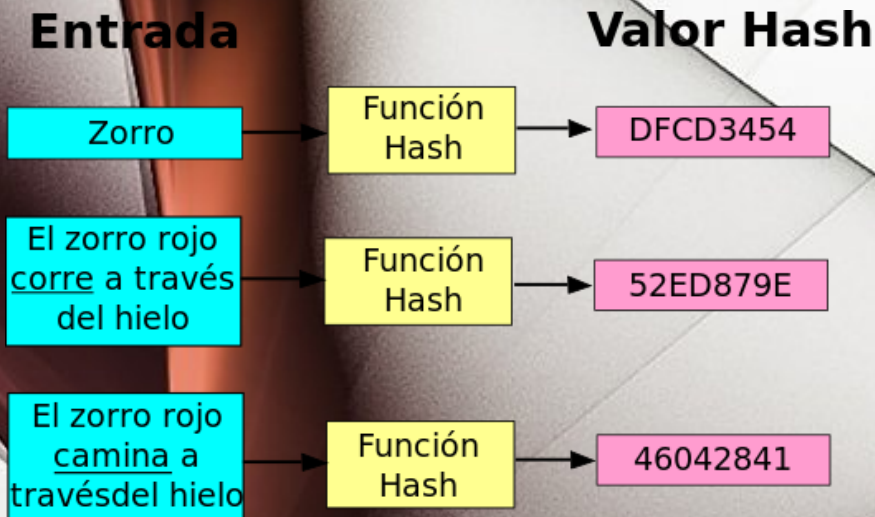 Entrada
Valor Hash
Zorro
Función
Hash
DFCD3454
El zorro rojo
corre a través
del hielo
Función
Hash
52ED879E
El zorro rojo
camina a
travésdel hielo
Función
Hash
46042841